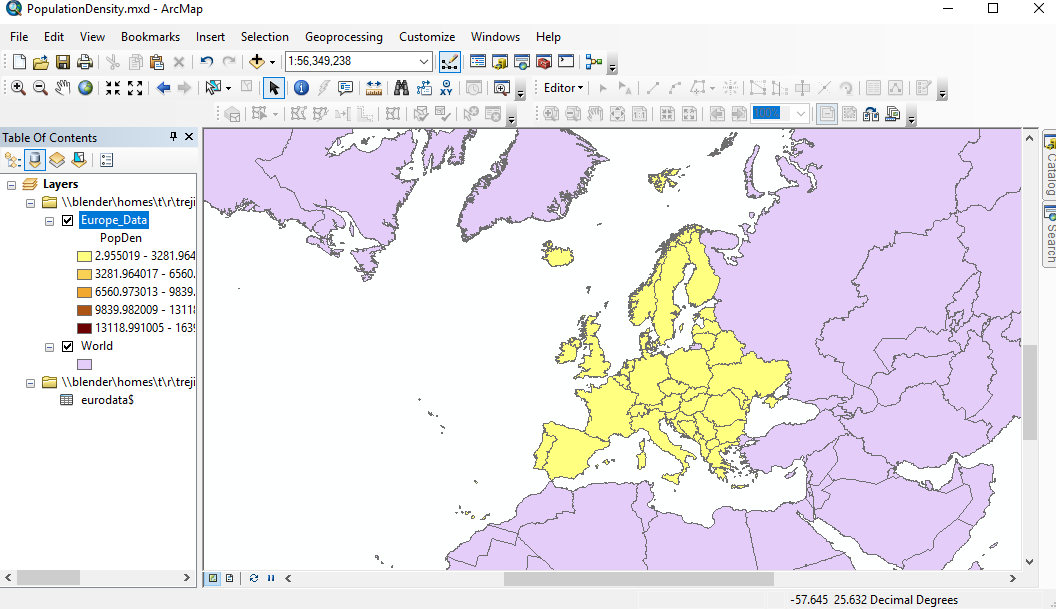 PopulationDensity.mxd - ArcMap
File Edit View Bookmarks Insert Selection Geoprocessing Customize Windows Help
1:56,349,238
Editor
100%
Table Of Contents
Layers
\\blender\homes\t\r\treji
Europe_Data
PopDen
2.955019 - 3281.964
3281.964017 - 6560.
6560.973013 - 9839.
9839.982009 - 13118
13118.991005 - 1639
World
\\blender\homes\t\r\treji
eurodata$
Catalog
Search
-57.645 25.632 Decimal Degrees